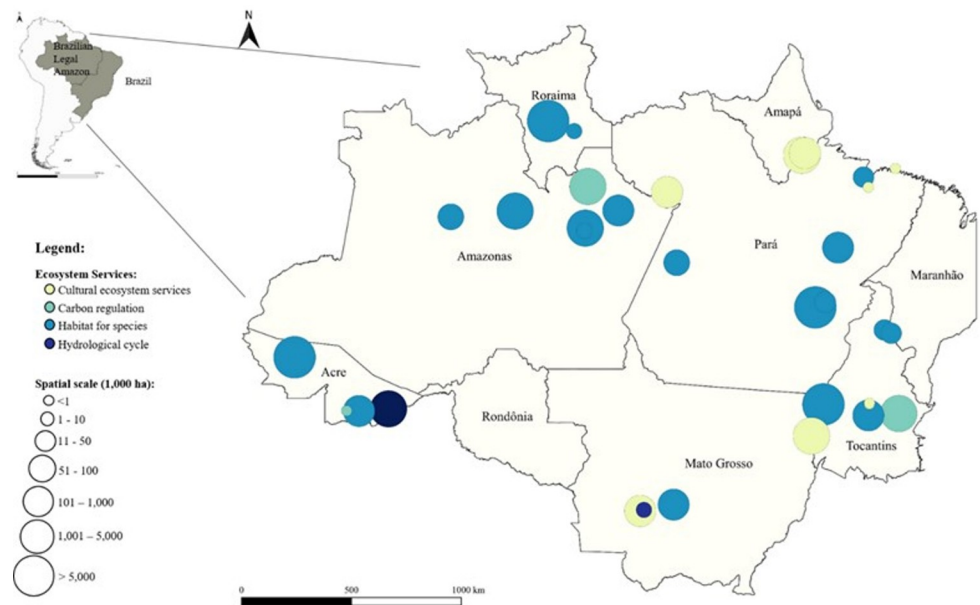 N
Brazilian
Legal
Amazon
Brazil
Roraima
Amapá
Amazonas
Pará
Maranhão
Acre
Rondônia
Mato Grosso
Tocantins
Legend:
Ecosystem Services:
Cultural ecosystem services
Carbon regulation
Habitat for species
Hydrological cycle
Spatial scale (1,000 ha):
<1
1 - 10
11 - 50
51 - 100
101 – 1,000
1,001 – 5,000
> 5,000
0 500 1000 km